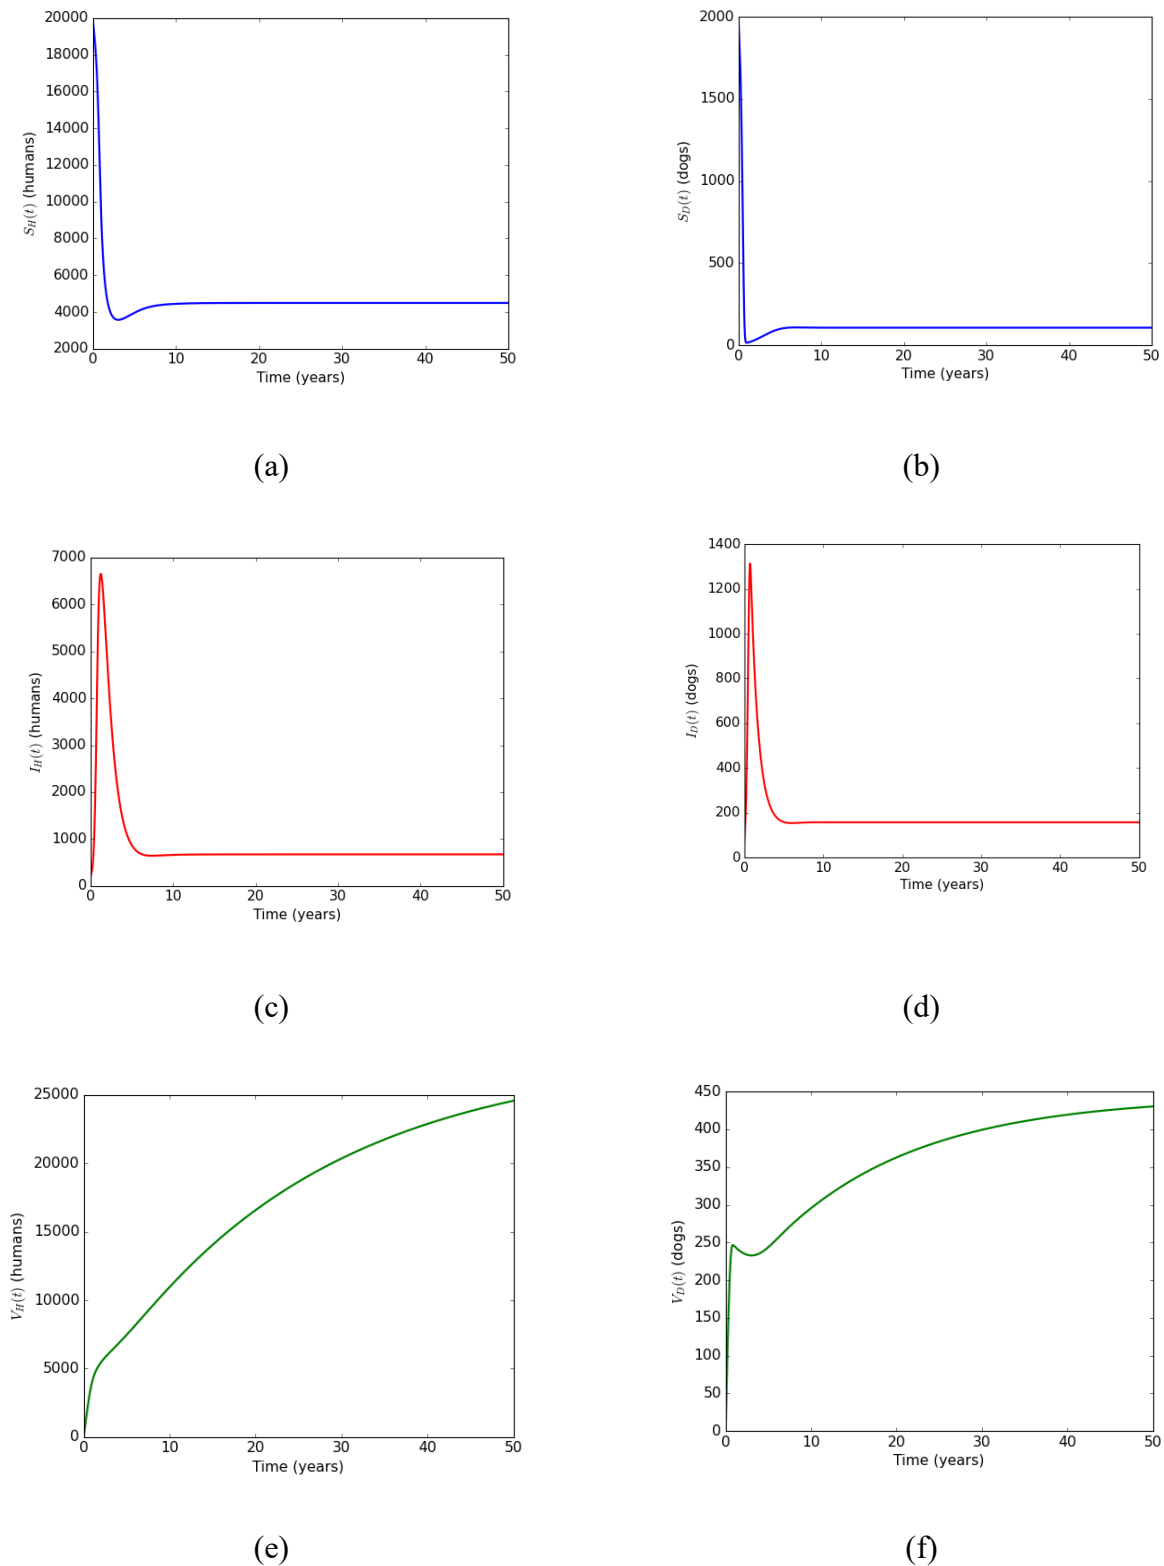 20000
18000
16000
14000
12000
10000
8000
6000
4000
2000
0 10 20 30 40 50
Time (years)
S_H(t) (humans)
(a)
2000
1500
1000
500
0
0 10 20 30 40 50
Time (years)
S_D(t) (dogs)
(b)
7000
6000
5000
4000
3000
2000
1000
0
0 10 20 30 40 50
Time (years)
I_H(t) (humans)
(c)
1400
1200
1000
800
600
400
200
0
0 10 20 30 40 50
Time (years)
I_D(t) (dogs)
(d)
25000
20000
15000
10000
5000
0
0 10 20 30 40 50
Time (years)
V_H(t) (humans)
(e)
450
400
350
300
250
200
150
100
50
0
0 10 20 30 40 50
Time (years)
V_D(t) (dogs)
(f)